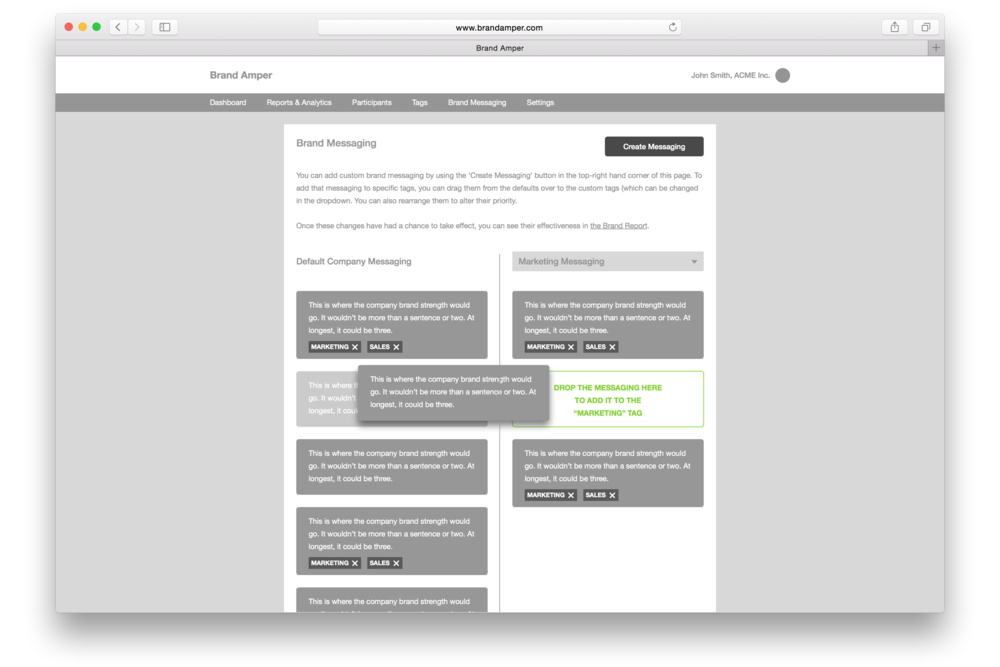 www.brandamper.com
Brand Amper
Brand Amper
John Smith, ACME Inc.
Dashboard Reports & Analytics Participants Tags Brand Messaging Settings
Brand Messaging
Create Messaging
You can add custom brand messaging by using the 'Create Messaging' button in the top-right hand corner of this page. To
add that messaging to specific tags, you can drag them from the defaults over to the custom tags (which can be changed
in the dropdown. You can also rearrange them to alter their priority.
Once these changes have had a chance to take effect, you can see their effectiveness in the Brand Report.
Default Company Messaging
This is where the company brand strength would
go. It wouldn't be more than a sentence or two. At
longest, it could be three.
MARKETING X SALES X
This is where t
go. It wouldn't
longest, it coul
This is where the company brand strength would
go. It wouldn't be more than a sentence or two. At
longest, it could be three.
This is where the company brand strength would
go. It wouldn't be more than a sentence or two. At
longest, it could be three.
This is where the company brand strength would
go. It wouldn't be more than a sentence or two. At
longest, it could be three.
MARKETING X SALES X
This is where the company brand strength would
Marketing Messaging
This is where the company brand strength would
go. It wouldn't be more than a sentence or two. At
longest, it could be three.
MARKETING X SALES X
DROP THE MESSAGING HERE
TO ADD IT TO THE
"MARKETING" TAG
This is where the company brand strength would
go. It wouldn't be more than a sentence or two. At
longest, it could be three.
MARKETING X SALES X